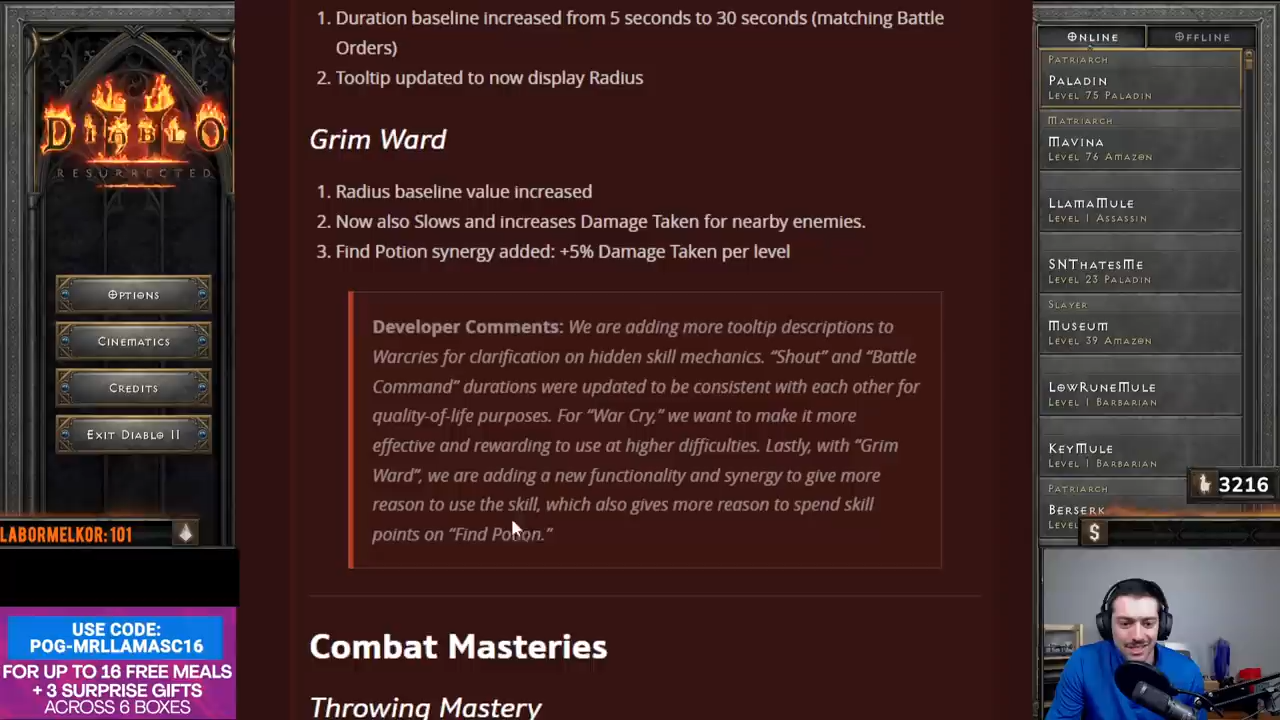 DIABLO
II
RESURRECTED
OPTIONS
CINEMATICS
CREDITS
EXIT DIABLO II
LABORMELKOR: 101
USE CODE:
POG-MRLLAMASC16
FOR UP TO 16 FREE MEALS
+ 3 SURPRISE GIFTS
ACROSS 6 BOXES
1. Duration baseline increased from 5 seconds to 30 seconds (matching Battle
Orders)
2. Tooltip updated to now display Radius
Grim Ward
1. Radius baseline value increased
2. Now also Slows and increases Damage Taken for nearby enemies.
3. Find Potion synergy added: +5% Damage Taken per level
Developer Comments: We are adding more tooltip descriptions to
Warcries for clarification on hidden skill mechanics. “Shout” and “Battle
Command” durations were updated to be consistent with each other for
quality-of-life purposes. For “War Cry,” we want to make it more
effective and rewarding to use at higher difficulties. Lastly, with “Grim
Ward”, we are adding a new functionality and synergy to give more
reason to use the skill, which also gives more reason to spend skill
points on “Find Potion.”
Combat Masteries
Throwing Mastery
ONLINE
OFFLINE
PATRIARCH
PALADIN
LEVEL 75 PALADIN
MATRIARCH
MAVINA
LEVEL 76 AMAZON
LLAMAMULE
LEVEL 1 ASSASSIN
SNTHATESME
LEVEL 23 PALADIN
SLAYER
MUSEUM
LEVEL 39 AMAZON
LOWRUNEMULE
LEVEL 1 BARBARIAN
KEYMULE
LEVEL 1 BARBARIAN
PATRIARCH
BERSERK
LEVEL
3216
$